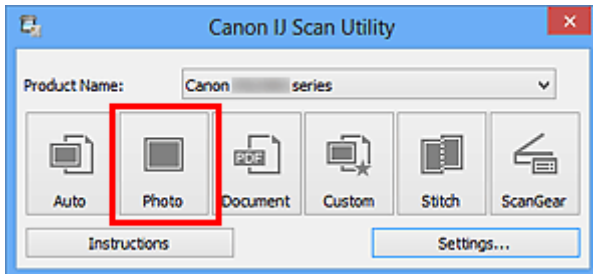 Canon IJ Scan Utility
Product Name: Canon series
Auto Photo PDF Document Custom Stitch ScanGear
Instructions Settings...